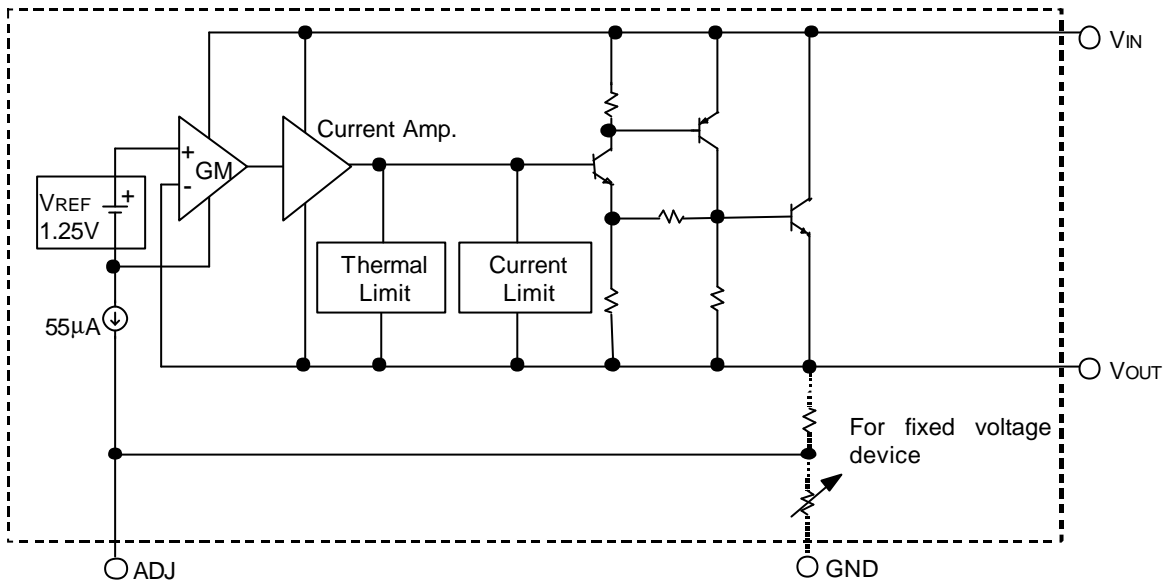 VIN
Current Amp.
+
GM
-
VREF
+
1.25V
Thermal
Limit
Current
Limit
55μA
VOUT
For fixed voltage
device
ADJ
GND